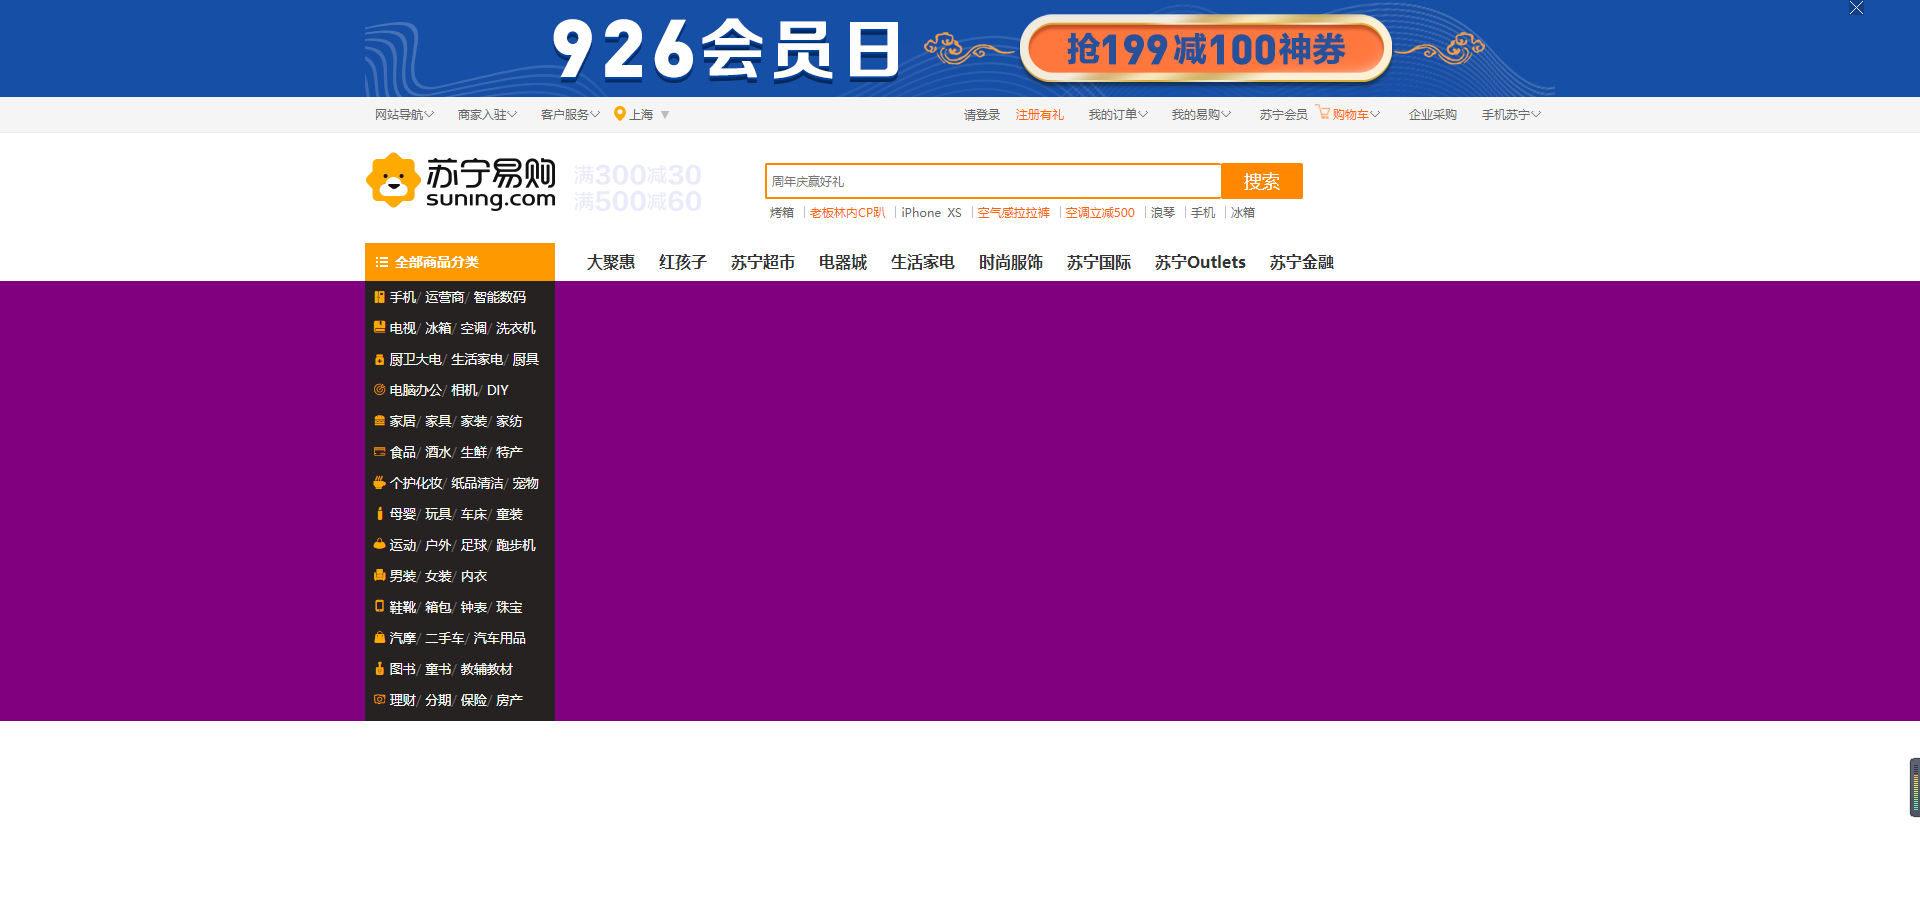 926会员日 抢199减100神券
网站导航 商家入驻 客户服务 上海 请登录 注册有礼 我的订单 我的易购 苏宁会员 购物车 企业采购 手机苏宁
苏宁易购
suning.com
满300减30
满500减60
周年庆赢好礼 搜索
烤箱 老板林内CP趴 iPhone XS 空气感拉拉裤 空调立减500 浪琴 手机 冰箱
全部商品分类 大聚惠 红孩子 苏宁超市 电器城 生活家电 时尚服饰 苏宁国际 苏宁Outlets 苏宁金融
手机/ 运营商/ 智能数码
电视/ 冰箱/ 空调/ 洗衣机
厨卫大电/ 生活家电/ 厨具
电脑办公/ 相机/ DIY
家居/ 家具/ 家装/ 家纺
食品/ 酒水/ 生鲜/ 特产
个护化妆/ 纸品清洁/ 宠物
母婴/ 玩具/ 车床/ 童装
运动/ 户外/ 足球/ 跑步机
男装/ 女装/ 内衣
鞋靴/ 箱包/ 钟表/ 珠宝
汽摩/ 二手车/ 汽车用品
图书/ 童书/ 教辅教材
理财/ 分期/ 保险/ 房产